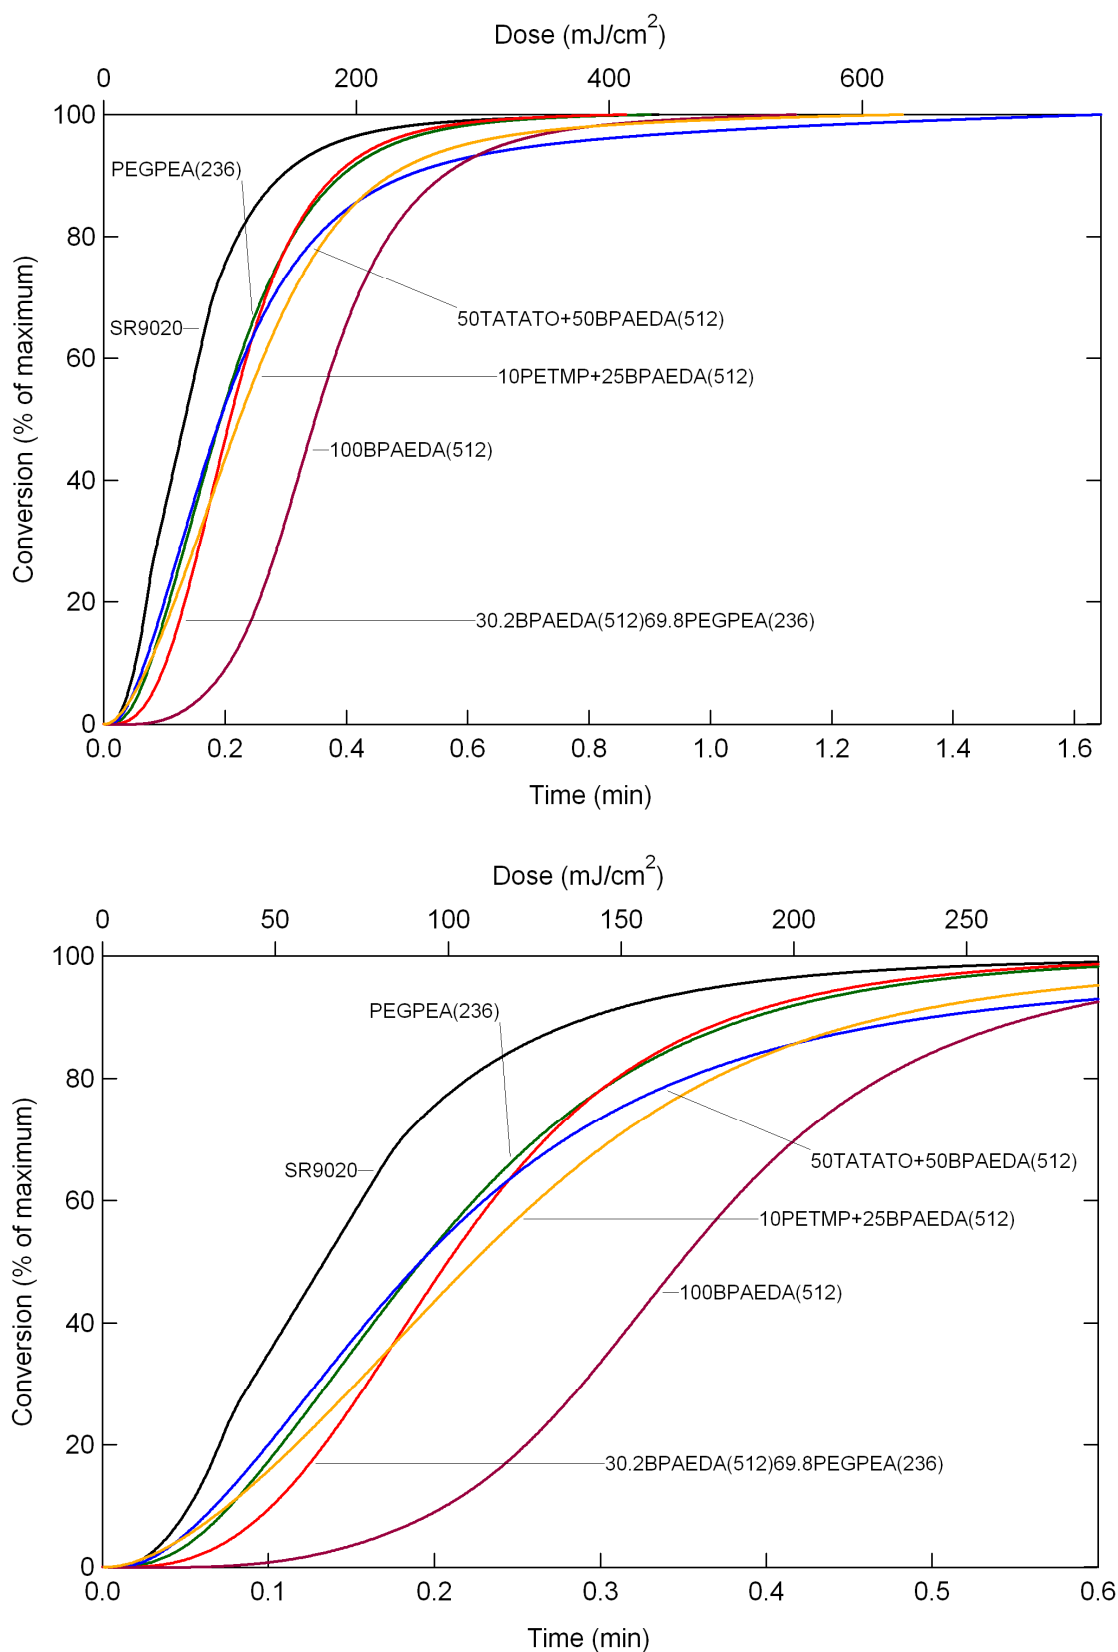 Dose (mJ/cm2)
0 200 400 600
100
PEGPEA(236)
80
50TATATO+50BPAEDA(512)
SR9020
60
10PETMP+25BPAEDA(512)
100BPAEDA(512)
40
20
30.2BPAEDA(512)69.8PEGPEA(236)
0
Conversion (% of maximum)
0.0 0.2 0.4 0.6 0.8 1.0 1.2 1.4 1.6
Time (min)
Dose (mJ/cm2)
0 50 100 150 200 250
100
PEGPEA(236)
80
50TATATO+50BPAEDA(512)
SR9020
60
10PETMP+25BPAEDA(512)
100BPAEDA(512)
40
20
30.2BPAEDA(512)69.8PEGPEA(236)
0
Conversion (% of maximum)
0.0 0.1 0.2 0.3 0.4 0.5 0.6
Time (min)